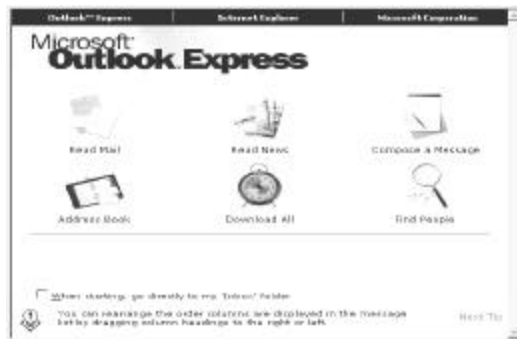 Outlook™ Express Internet Explorer Microsoft Corporation
Microsoft®
Outlook Express
Read Mail Read News Compose a Message
Address Book Download All Find People
When starting, go directly to my 'Inbox' folder
You can rearrange the order columns are displayed in the message
list by dragging column headings to the right or left.
Next Tip